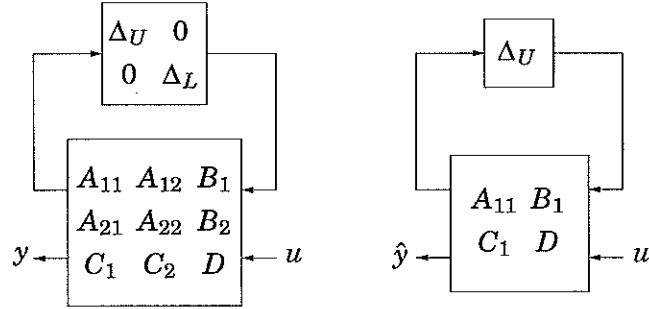 Δ_U 0
0 Δ_L
A_11 A_12 B_1
A_21 A_22 B_2
y C_1 C_2 D u
Δ_U
A_11 B_1
C_1 D
ŷ u